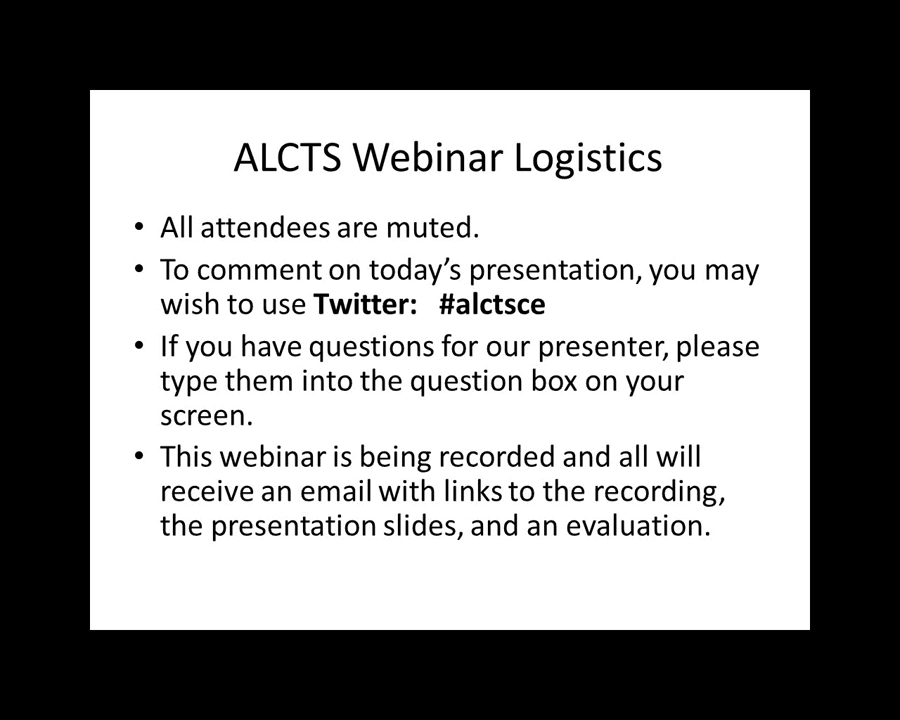 ALCTS Webinar Logistics
• All attendees are muted.
• To comment on today’s presentation, you may
wish to use Twitter:   #alctsce
• If you have questions for our presenter, please
type them into the question box on your
screen.
• This webinar is being recorded and all will
receive an email with links to the recording,
the presentation slides, and an evaluation.